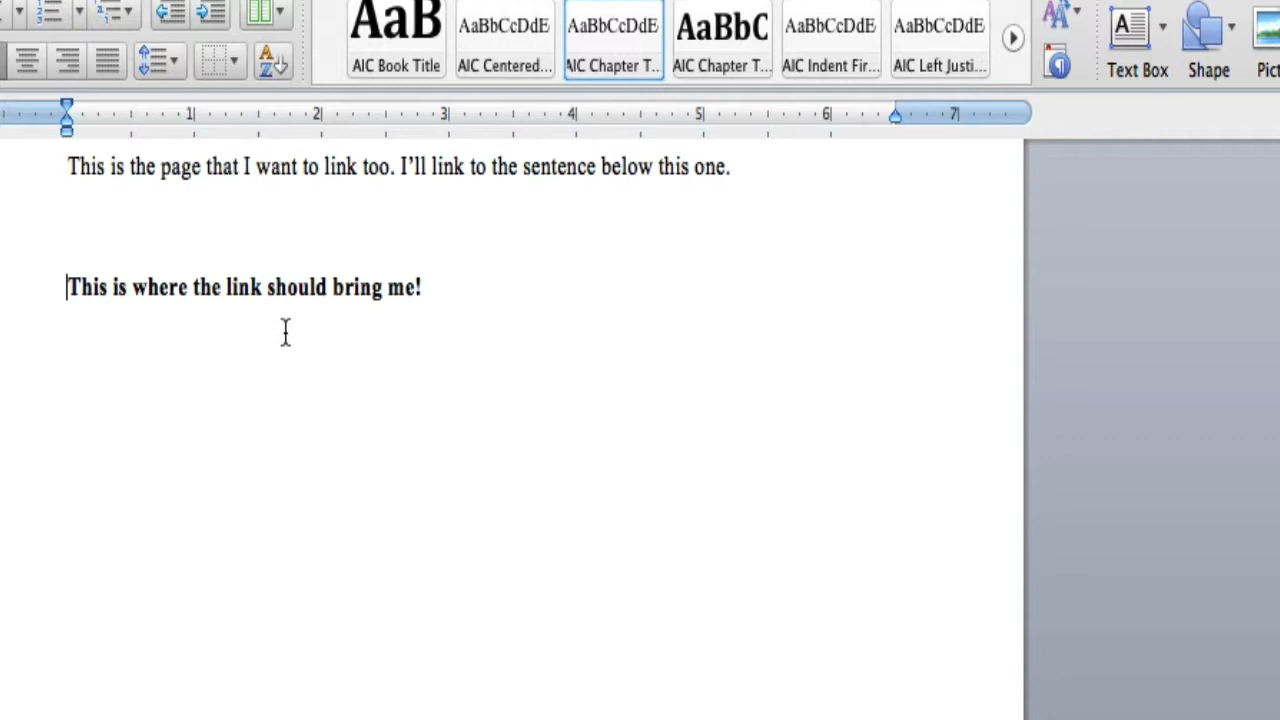 AaB AaBbCcDdE AaBbCcDdE AaBbC AaBbCcDdE AaBbCcDdE
AIC Book Title AIC Centered... AIC Chapter T... AIC Chapter T... AIC Indent Fir... AIC Left Justi... Text Box Shape Pict
1 2 3 4 5 6 7
This is the page that I want to link too. I'll link to the sentence below this one.
This is where the link should bring me!